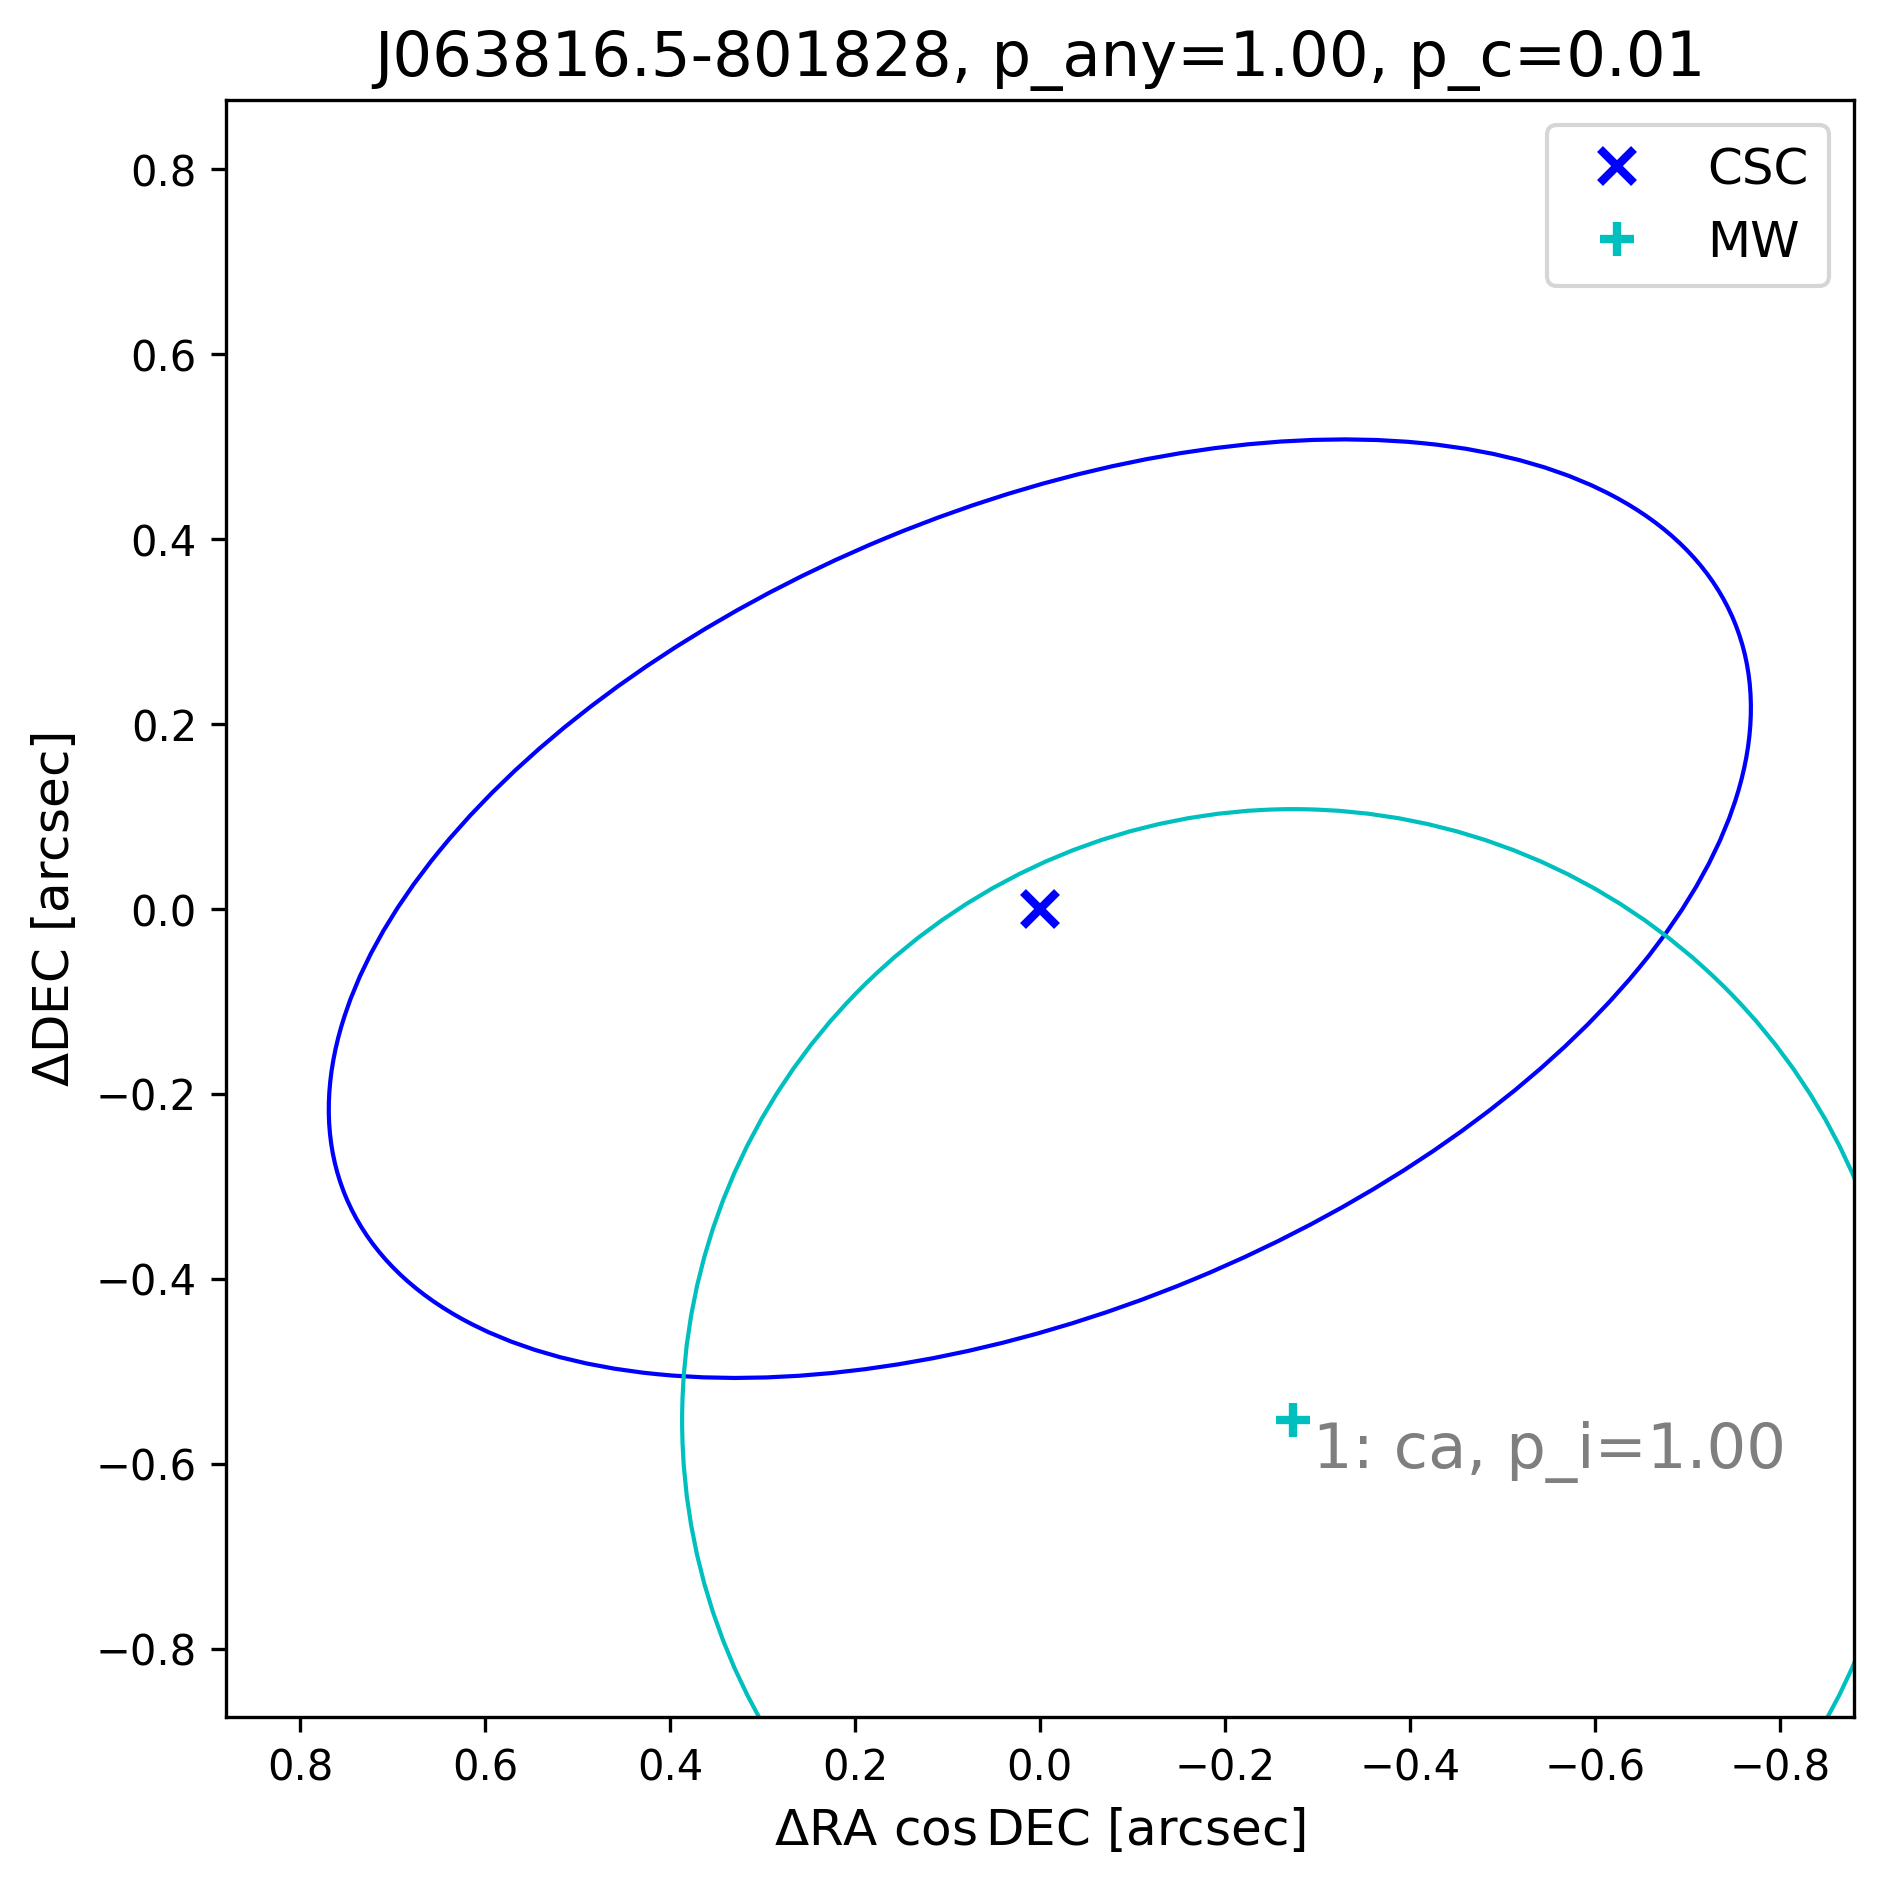 J063816.5-801828, p_any=1.00, p_c=0.01
CSC
MW
0.8
0.6
0.4
0.2
0.0
−0.2
−0.4
−0.6
−0.8
ΔDEC [arcsec]
1: ca, p_i=1.00
0.8 0.6 0.4 0.2 0.0 −0.2 −0.4 −0.6 −0.8
ΔRA cos DEC [arcsec]